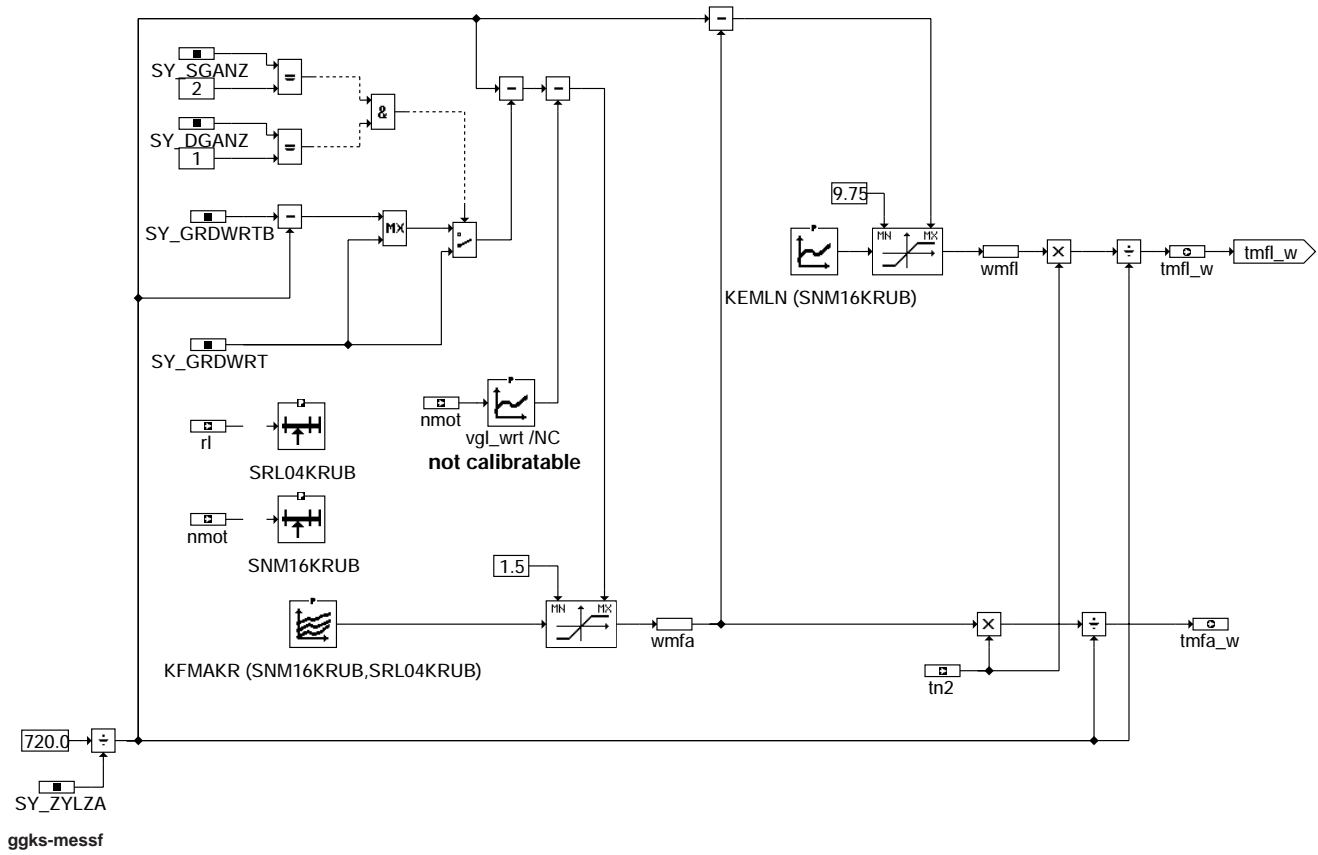 SY_SGANZ
2
=
SY_DGANZ
1
=
&
SY_GRDWRTB
MX
SY_GRDWRT
9.75
MN MX
P
KEMLN (SNM16KRUB)
wmfl
tmfl_w
tmfl_w
rl
SRL04KRUB
nmot
P
vgl_wrt /NC
not calibratable
nmot
SNM16KRUB
1.5
MN MX
P
KFMAKR (SNM16KRUB,SRL04KRUB)
wmfa
tn2
tmfa_w
720.0
÷
SY_ZYLZA
ggks-messf